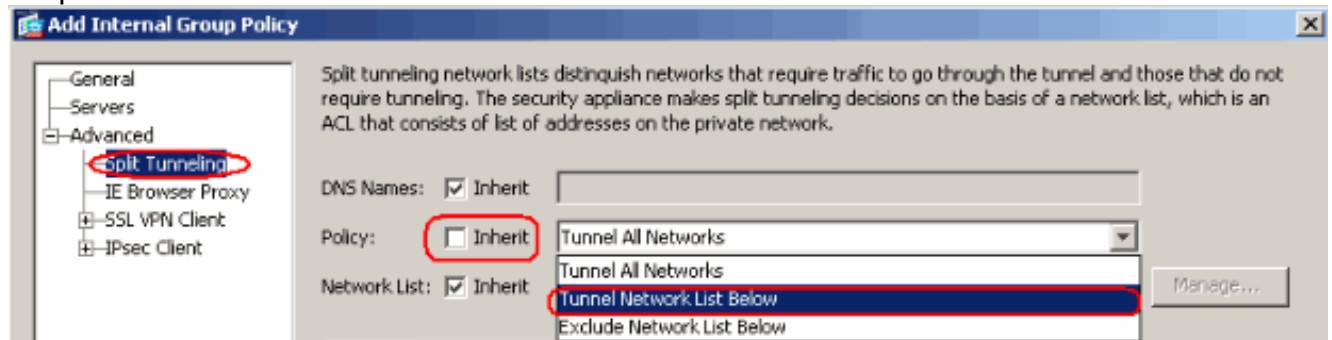 Add Internal Group Policy
General
Servers
Advanced
Split Tunneling
IE Browser Proxy
SSL VPN Client
IPsec Client
Split tunneling network lists distinguish networks that require traffic to go through the tunnel and those that do not
require tunneling. The security appliance makes split tunneling decisions on the basis of a network list, which is an
ACL that consists of list of addresses on the private network.
DNS Names: Inherit
Policy: Inherit Tunnel All Networks
Tunnel All Networks
Network List: Inherit Tunnel Network List Below Manage...
Exclude Network List Below